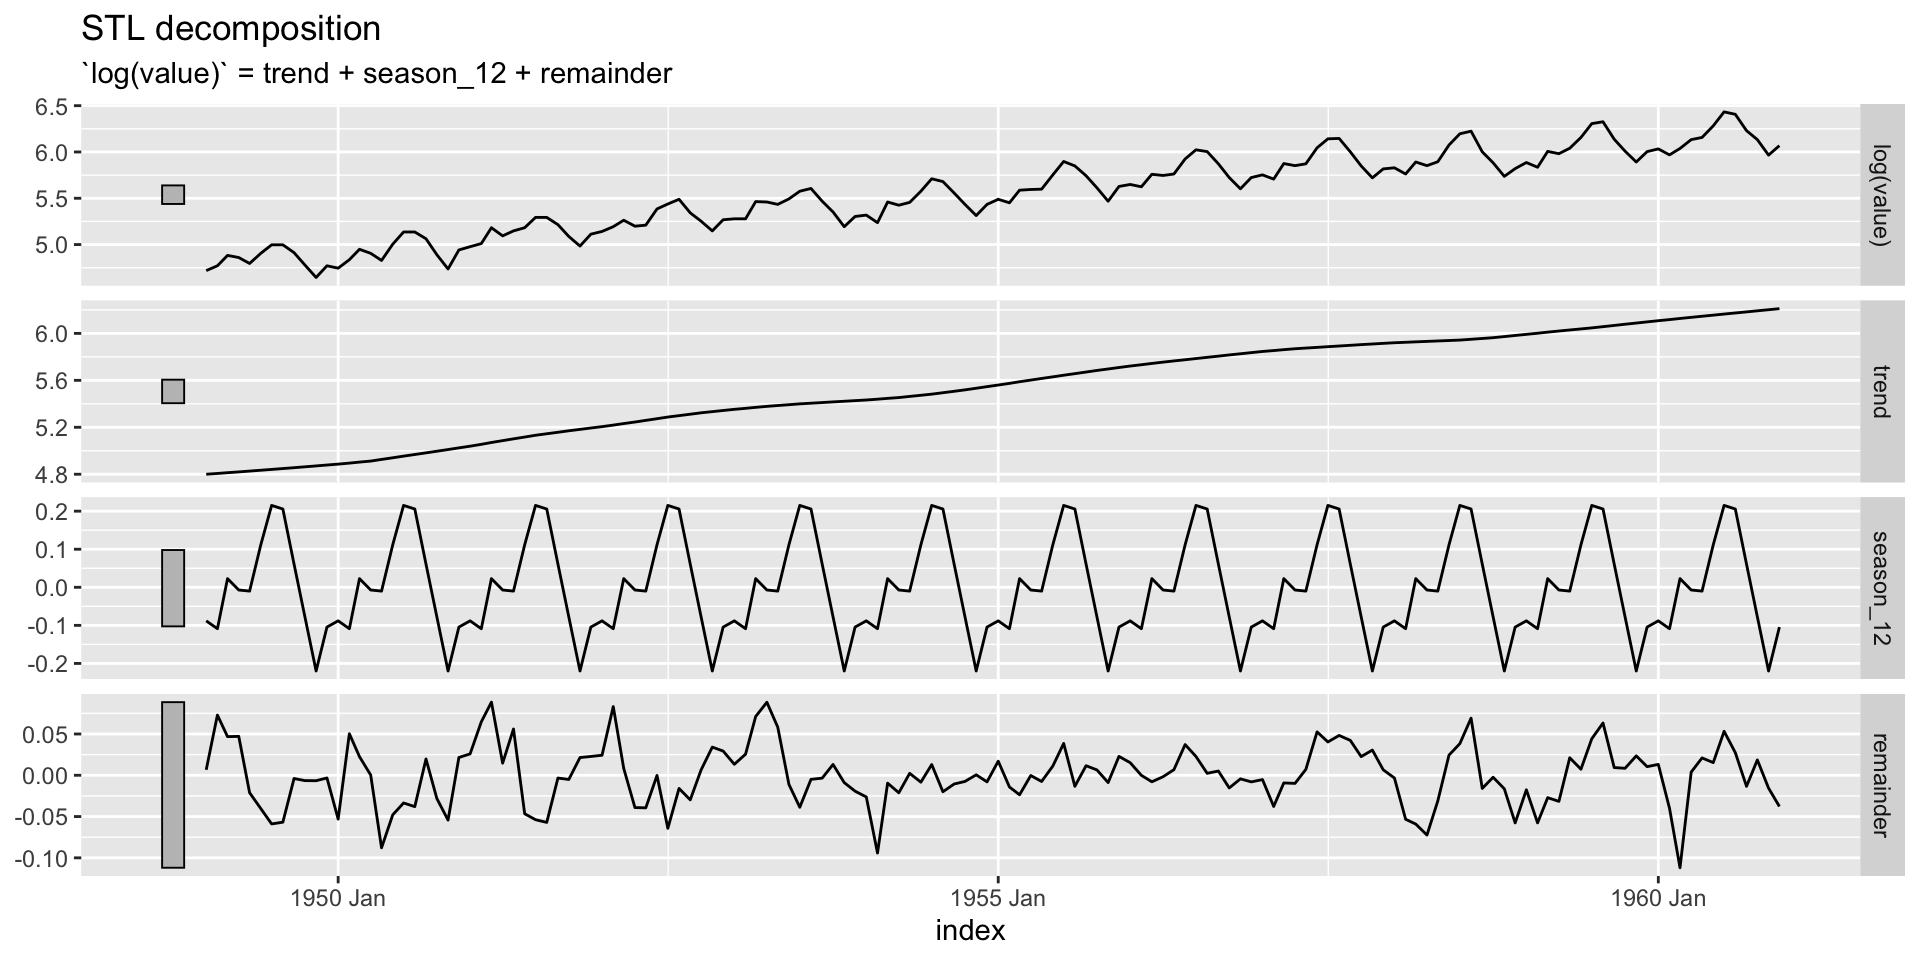 STL decomposition
`log(value)` = trend + season_12 + remainder
6.5
6.0
5.5
5.0
log(value)
6.0
5.6
5.2
4.8
trend
0.2
0.1
0.0
-0.1
-0.2
season_12
0.05
0.00
-0.05
-0.10
remainder
1950 Jan 1955 Jan 1960 Jan
index